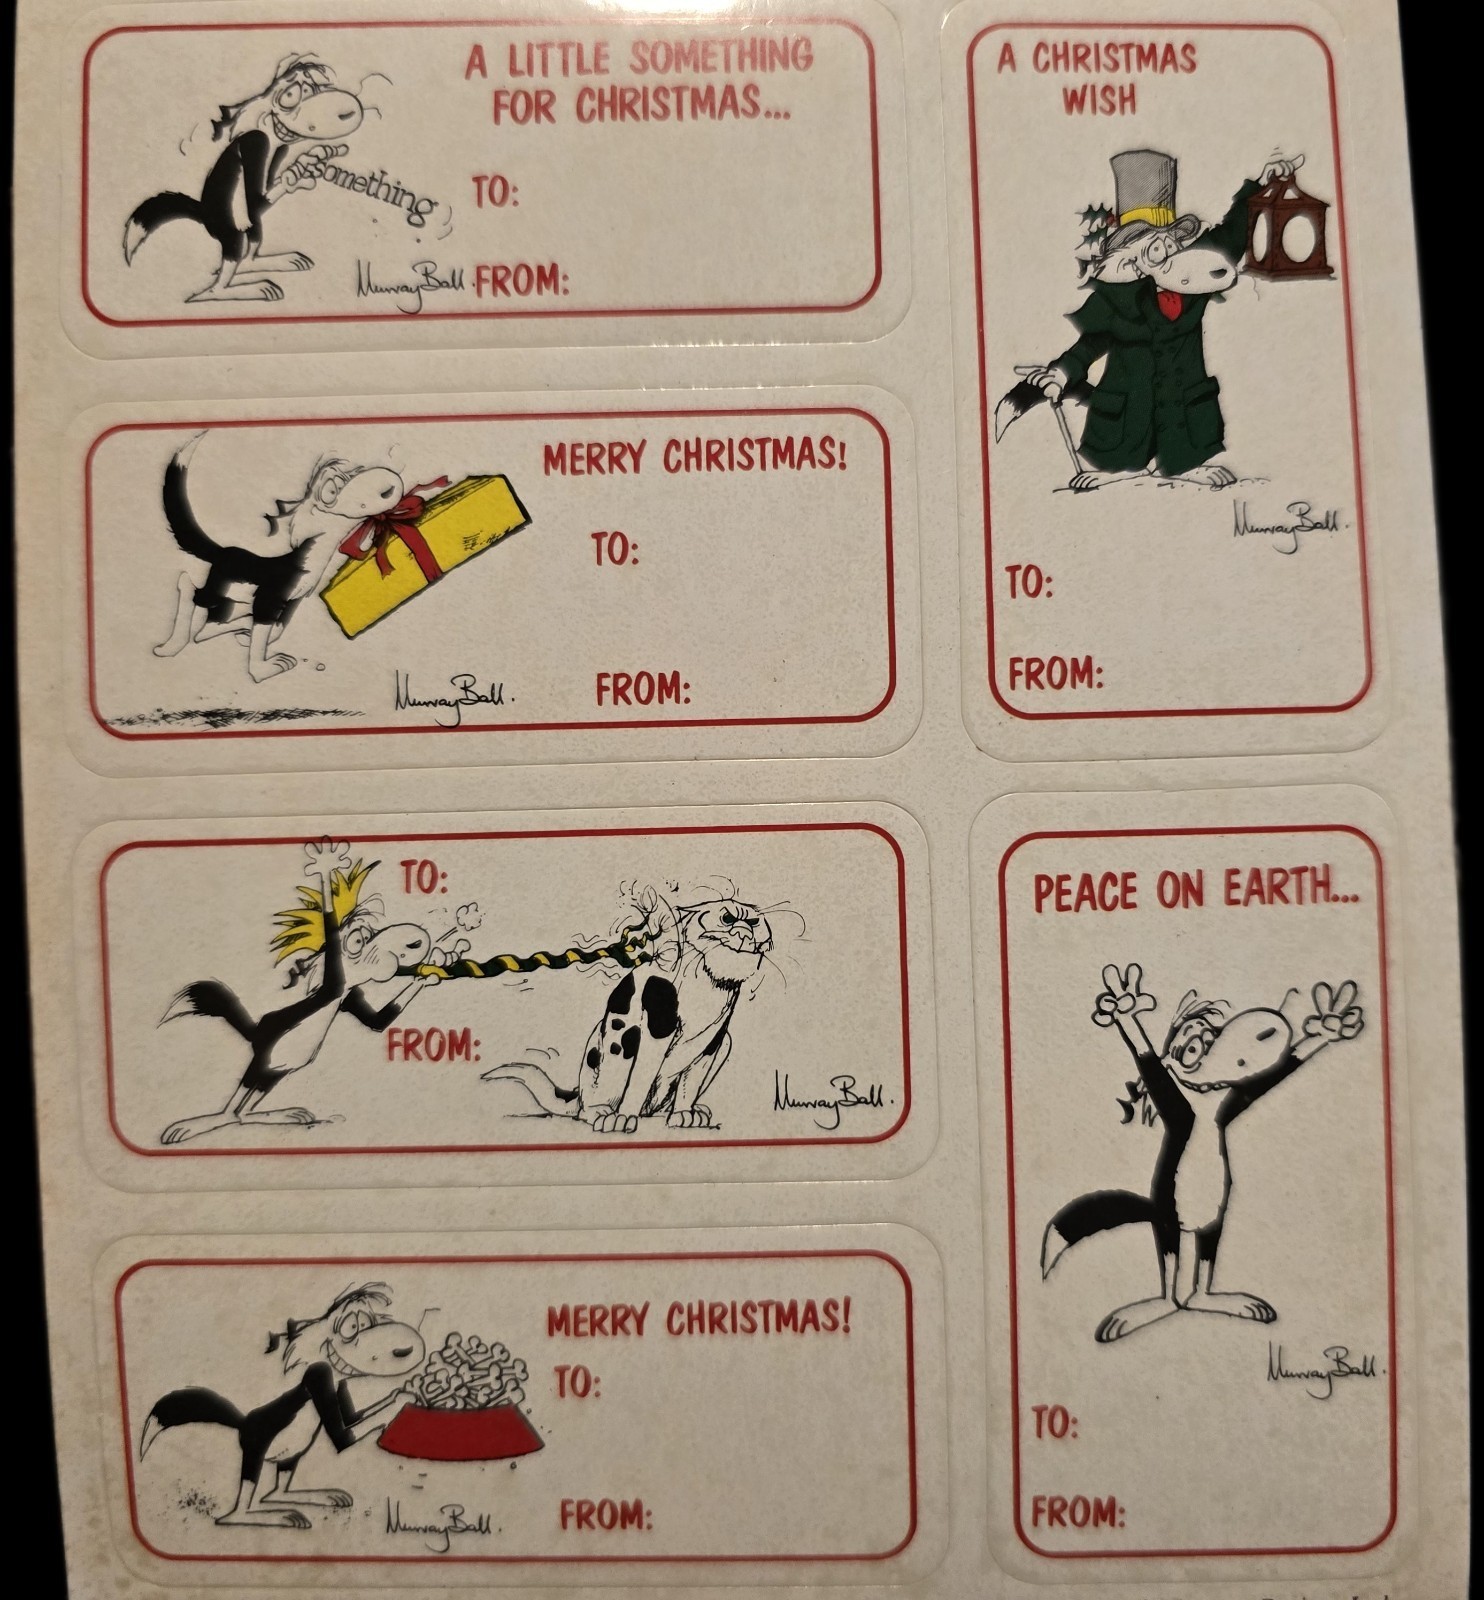 A LITTLE SOMETHING
FOR CHRISTMAS...
something
TO:
Murray Ball.
FROM:
MERRY CHRISTMAS!
TO:
FROM:
Murray Ball.
TO:
FROM:
Murray Ball.
MERRY CHRISTMAS!
TO:
FROM:
Murray Ball.
A CHRISTMAS
WISH
Murray Ball.
TO:
FROM:
PEACE ON EARTH...
Murray Ball.
TO:
FROM: